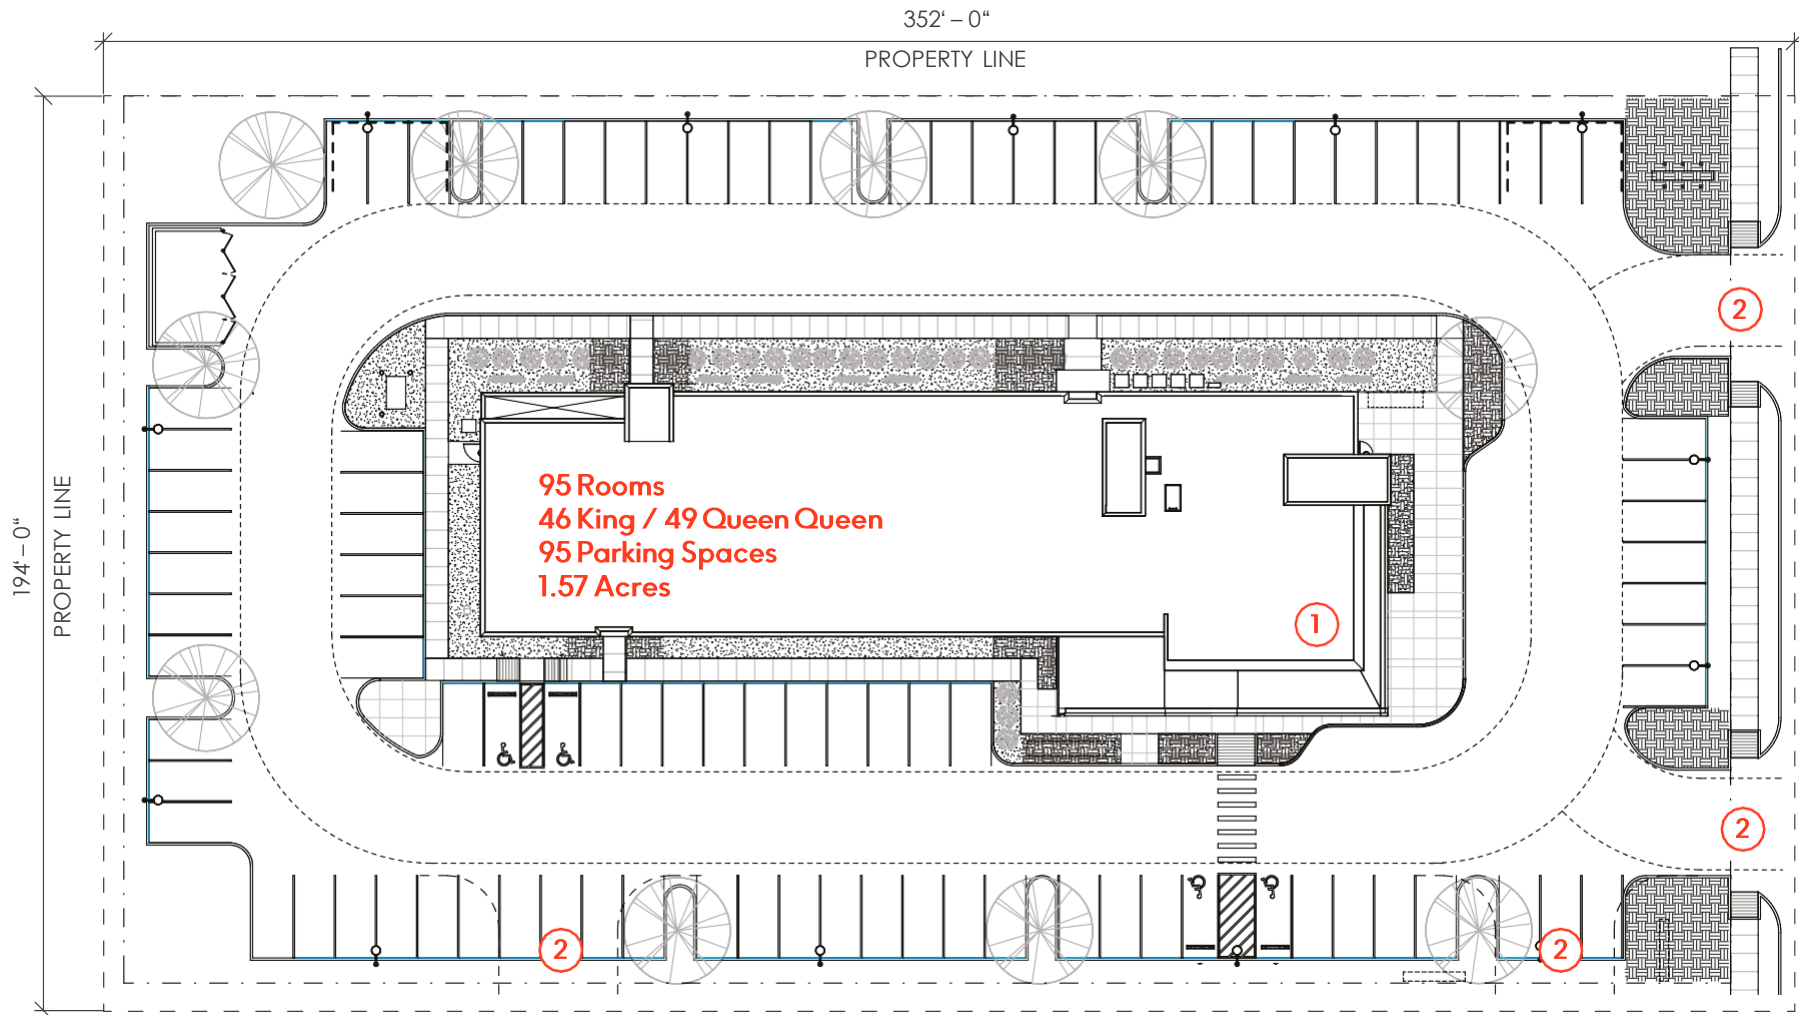 352‘ – 0“
PROPERTY LINE
194‘ – 0“
PROPERTY LINE
2
95 Rooms
46 King / 49 Queen Queen
95 Parking Spaces
1.57 Acres
1
2
2
2